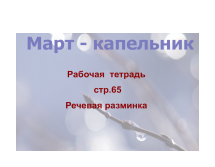 Март - капельник
Рабочая тетрадь
стр.65
Речевая разминка